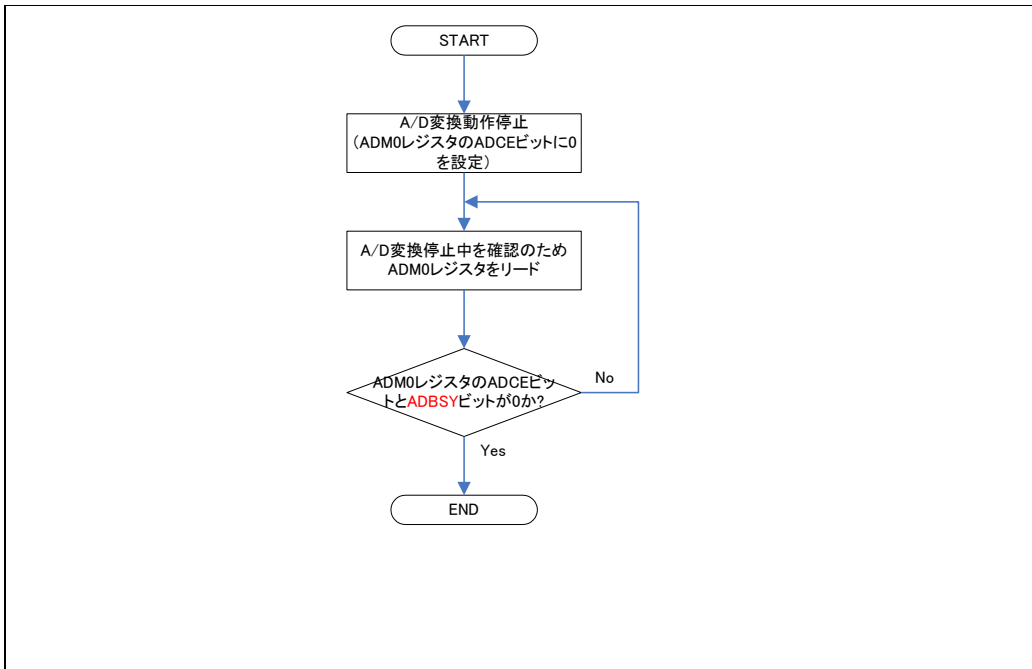 START
A/D変換動作停止
(ADM0レジスタのADCEビットに0
を設定)
A/D変換停止中を確認のため
ADM0レジスタをリード
ADM0レジスタのADCEビッ
トとADBSYビットが0か?
No
Yes
END